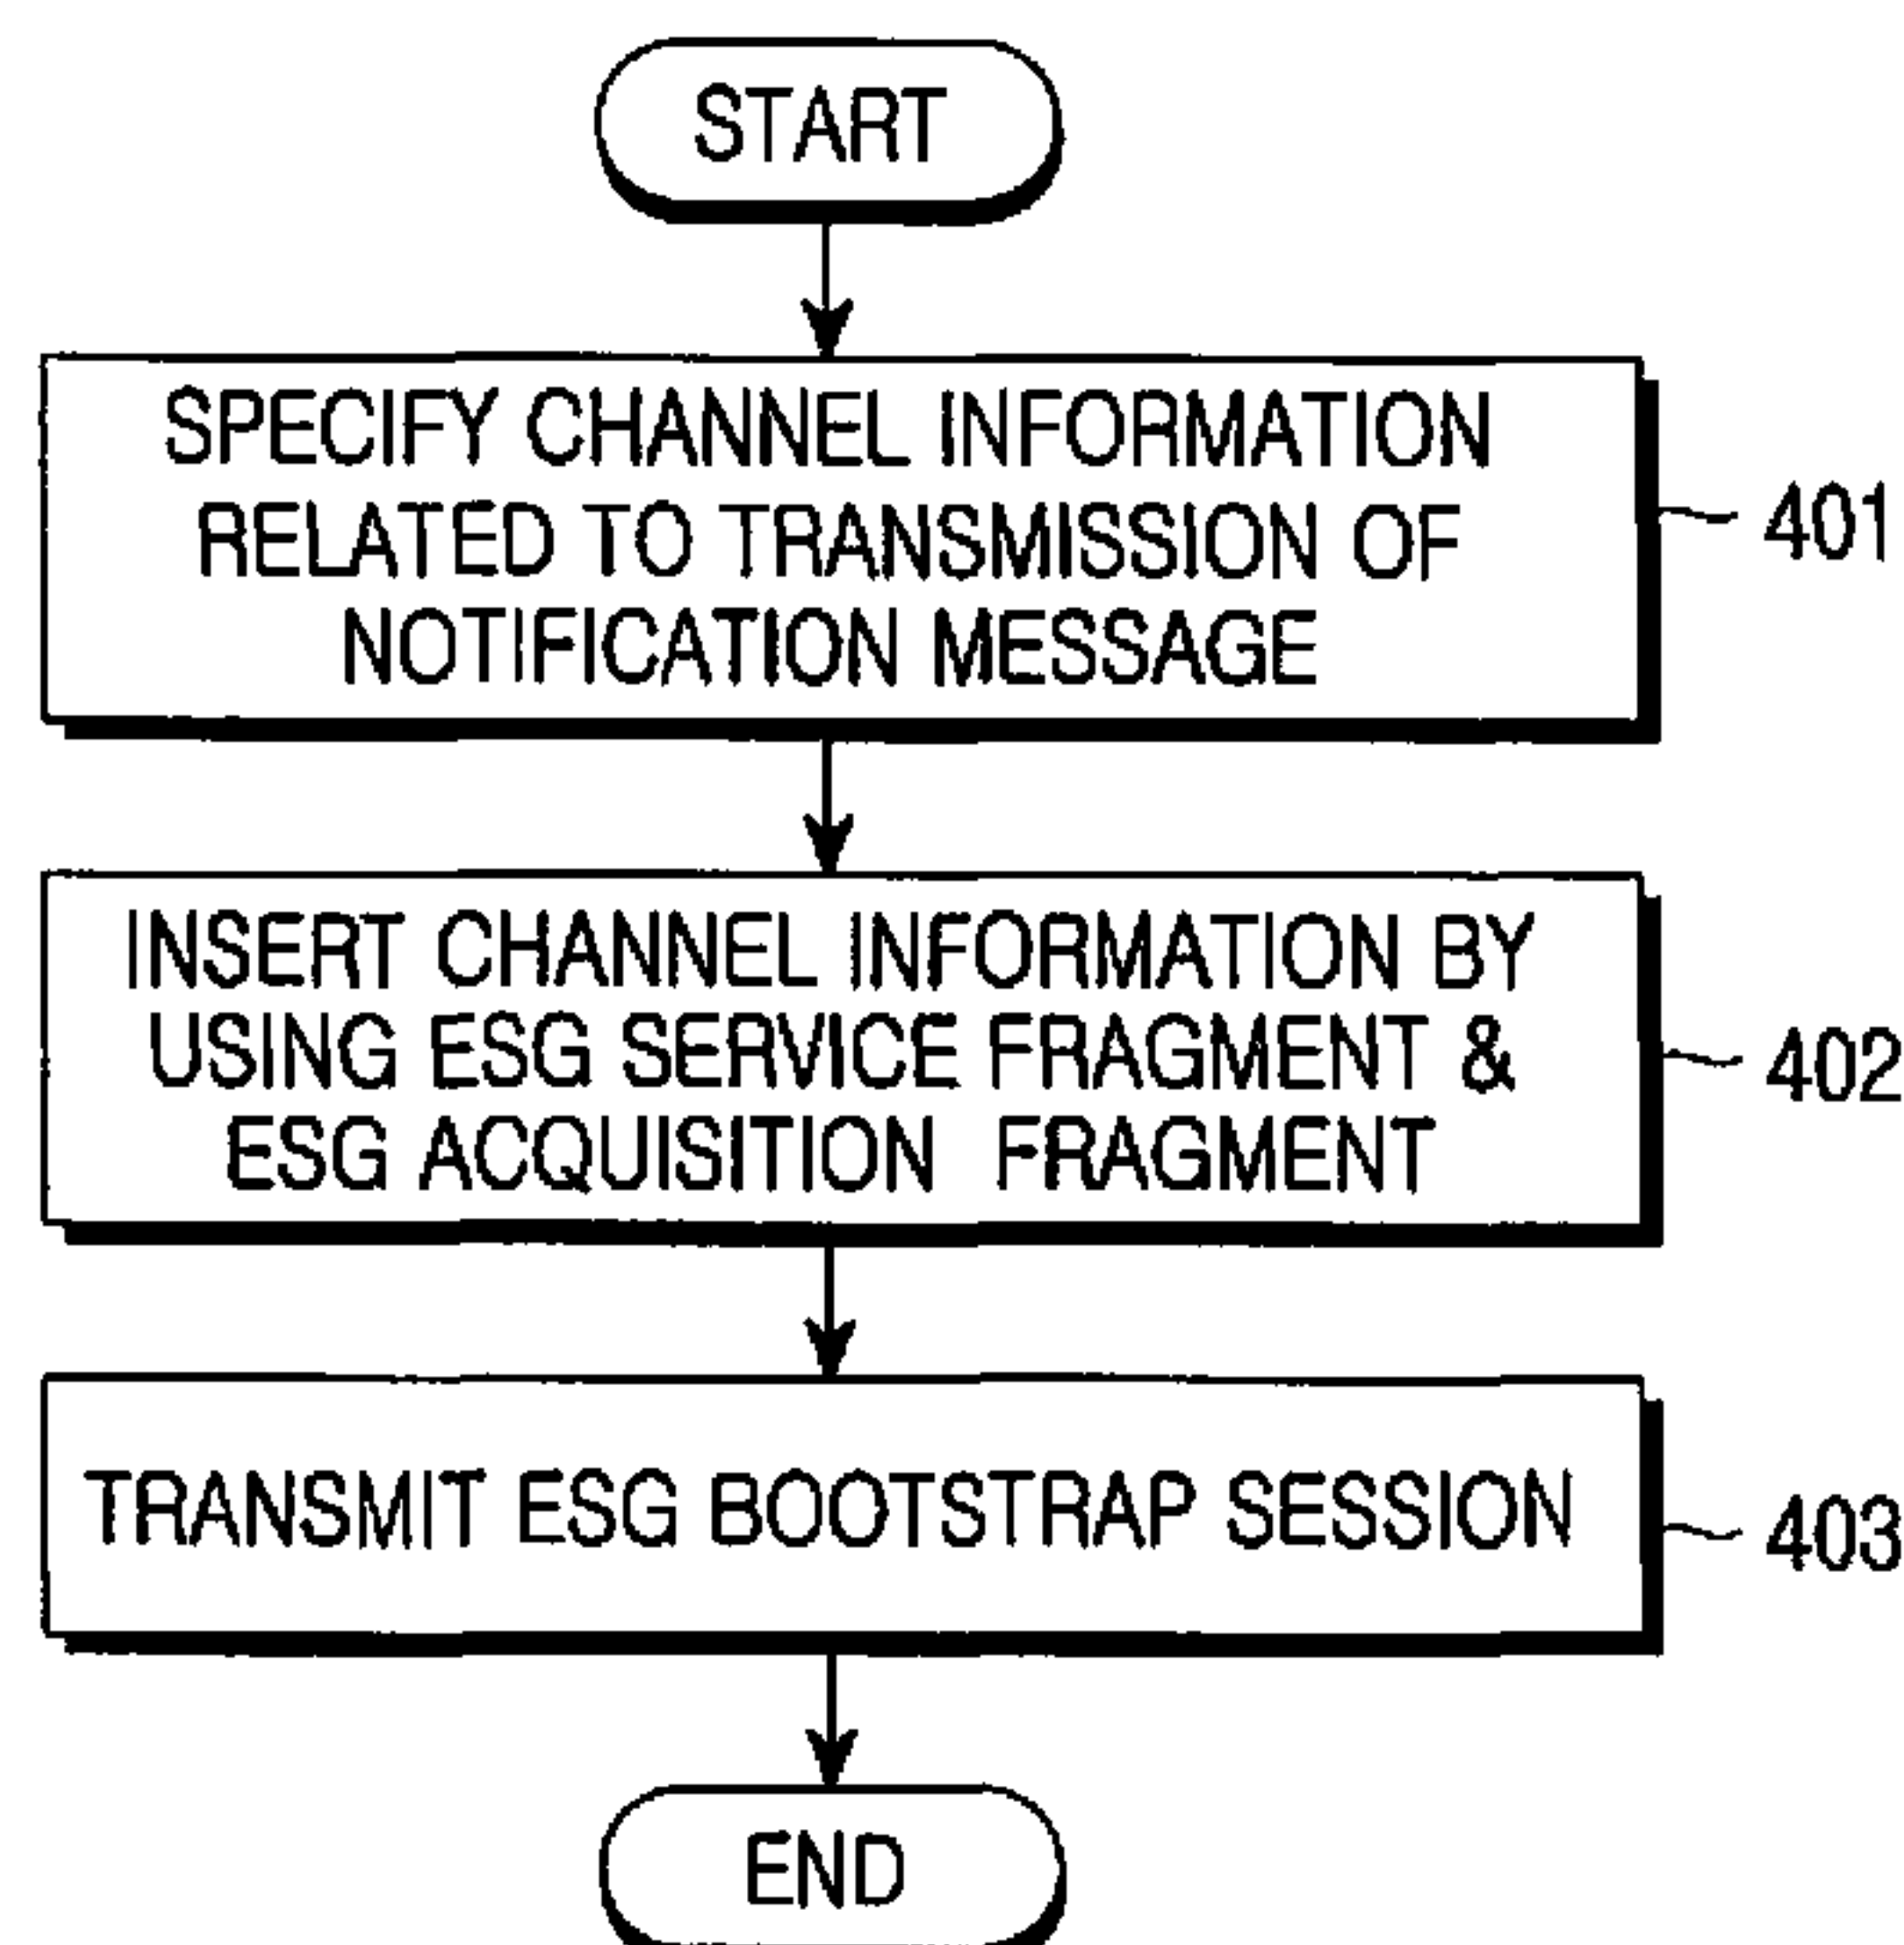 START
SPECIFY CHANNEL INFORMATION
RELATED TO TRANSMISSION OF
NOTIFICATION MESSAGE
401
INSERT CHANNEL INFORMATION BY
USING ESG SERVICE FRAGMENT &
ESG ACQUISITION FRAGMENT
402
TRANSMIT ESG BOOTSTRAP SESSION
403
END